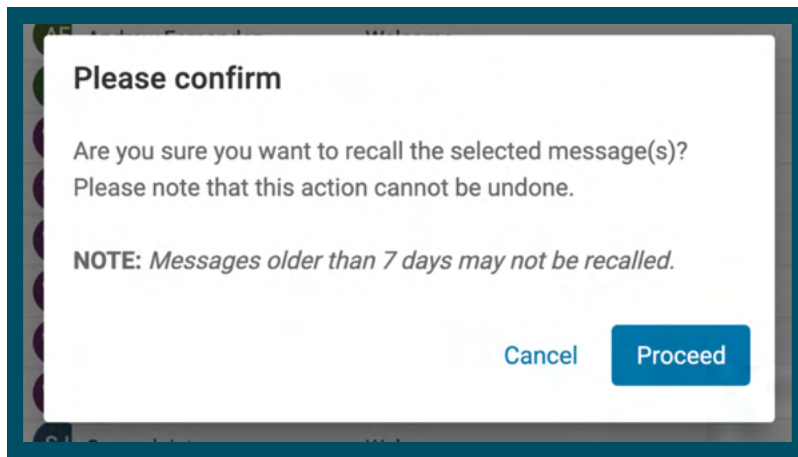 Please confirm
Are you sure you want to recall the selected message(s)?
Please note that this action cannot be undone.
NOTE: Messages older than 7 days may not be recalled.
Cancel Proceed